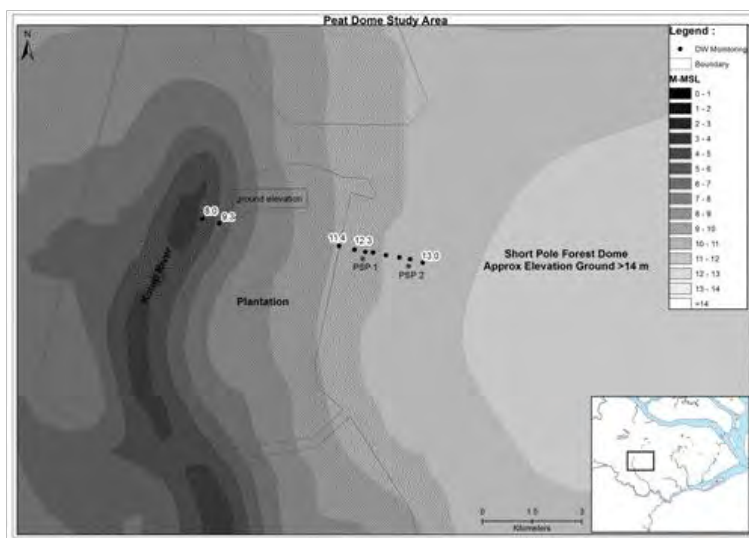 Peat Dome Study Area
N
Legend :
DW Monitoring
Boundary
M-MSL
0 - 1
1 - 2
2 - 3
3 - 4
4 - 5
5 - 6
6 - 7
7 - 8
8 - 9
9 - 10
10 - 11
11 - 12
12 - 13
13 - 14
>14
ground elevation
8.0
9.3
11.4
12.3
13.0
PSP 1
PSP 2
River
Plantation
Short Pole Forest Dome
Approx Elevation Ground >14 m
0 1.5 3
Kilometers